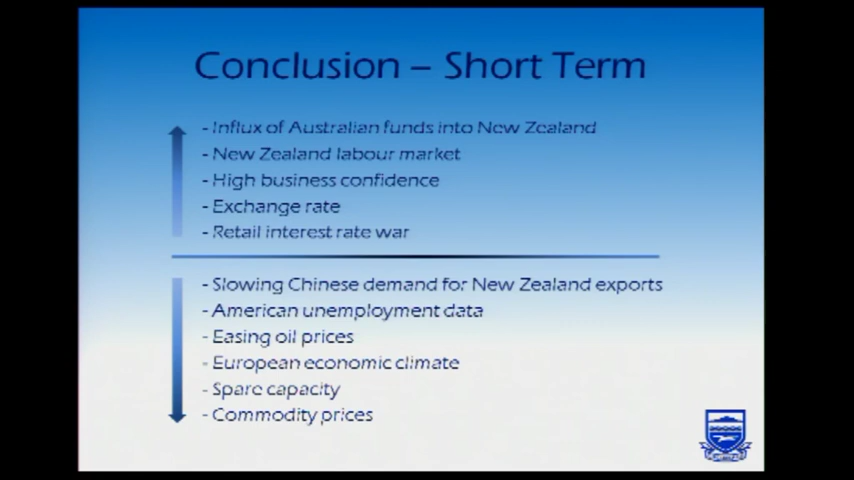 Conclusion – Short Term
- Influx of Australian funds into New Zealand
- New Zealand labour market
- High business confidence
- Exchange rate
- Retail interest rate war
- Slowing Chinese demand for New Zealand exports
- American unemployment data
- Easing oil prices
- European economic climate
- Spare capacity
- Commodity prices